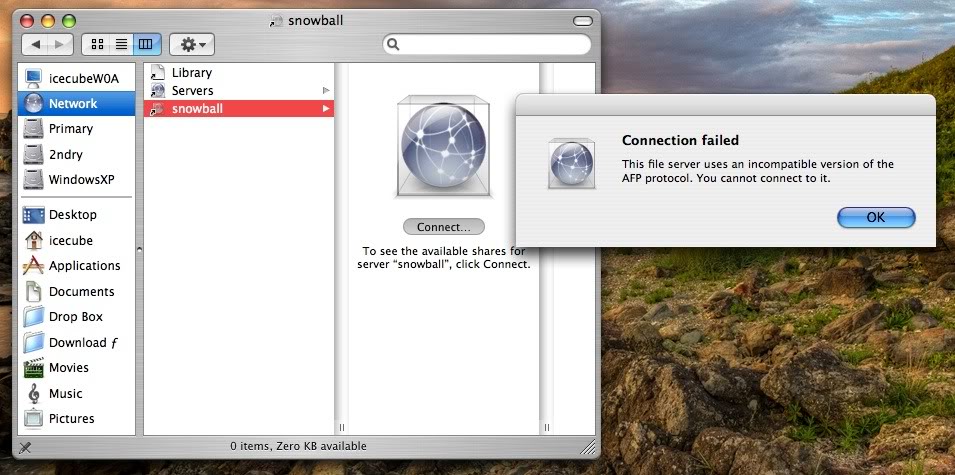 snowball
icecubeW0A
Network
Primary
2ndry
WindowsXP
Desktop
icecube
Applications
Documents
Drop Box
Download ƒ
Movies
Music
Pictures
Library
Servers
snowball
Connect...
To see the available shares for
server “snowball”, click Connect.
0 items, Zero KB available
Connection failed
This file server uses an incompatible version of the
AFP protocol. You cannot connect to it.
OK